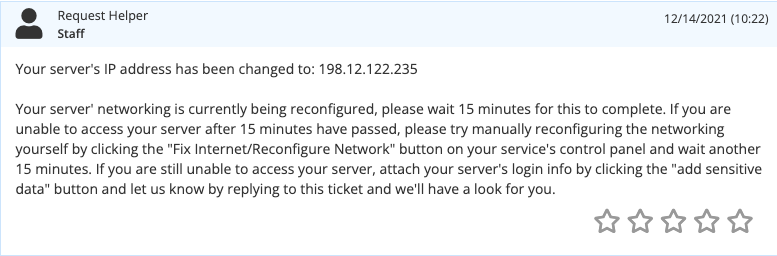 Request Helper
12/14/2021 (10:22)
Staff
Your server's IP address has been changed to: 198.12.122.235
Your server' networking is currently being reconfigured, please wait 15 minutes for this to complete. If you are
unable to access your server after 15 minutes have passed, please try manually reconfiguring the networking
yourself by clicking the "Fix Internet/Reconfigure Network" button on your service's control panel and wait another
15 minutes. If you are still unable to access your server, attach your server's login info by clicking the "add sensitive
data" button and let us know by replying to this ticket and we'll have a look for you.